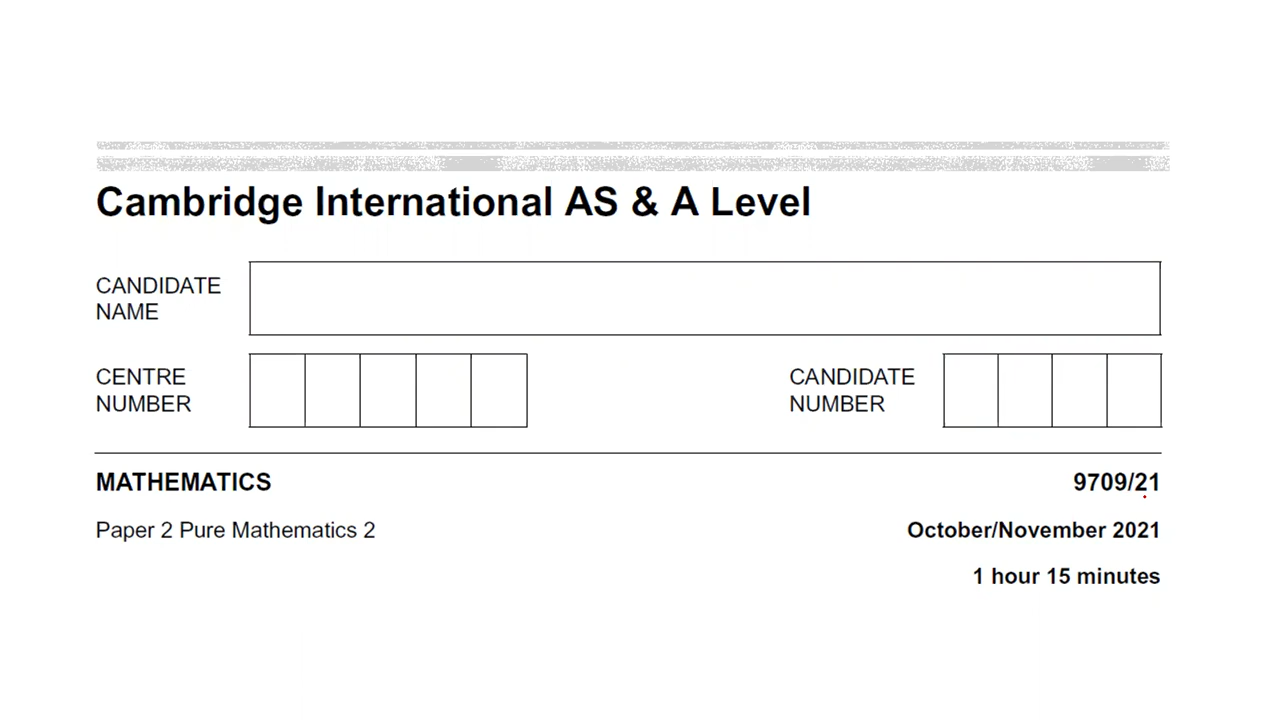 Cambridge International AS & A Level
CANDIDATE
NAME
CENTRE
NUMBER
CANDIDATE
NUMBER
MATHEMATICS
9709/21
Paper 2 Pure Mathematics 2
October/November 2021
1 hour 15 minutes